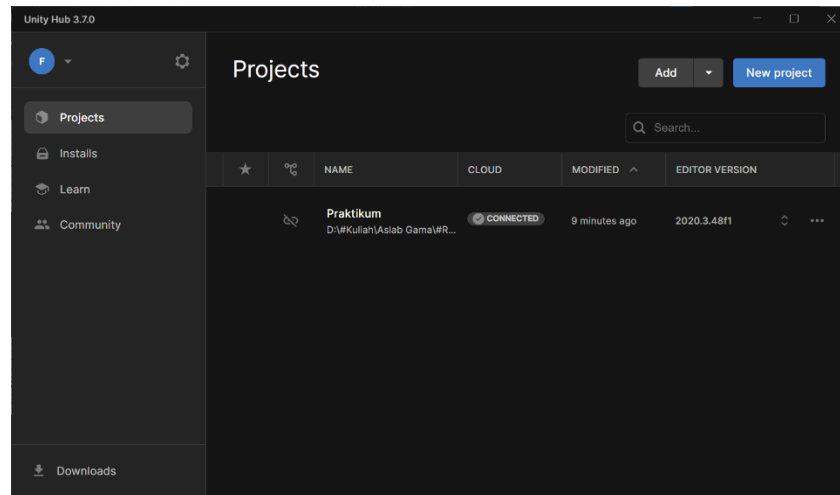 Unity Hub 3.7.0
F
Projects
Installs
Learn
Community
Downloads
Projects
Add
New project
Search...
NAME CLOUD MODIFIED EDITOR VERSION
Praktikum CONNECTED 9 minutes ago 2020.3.48f1
D:\#Kuliah\Aslab Gama\#R...